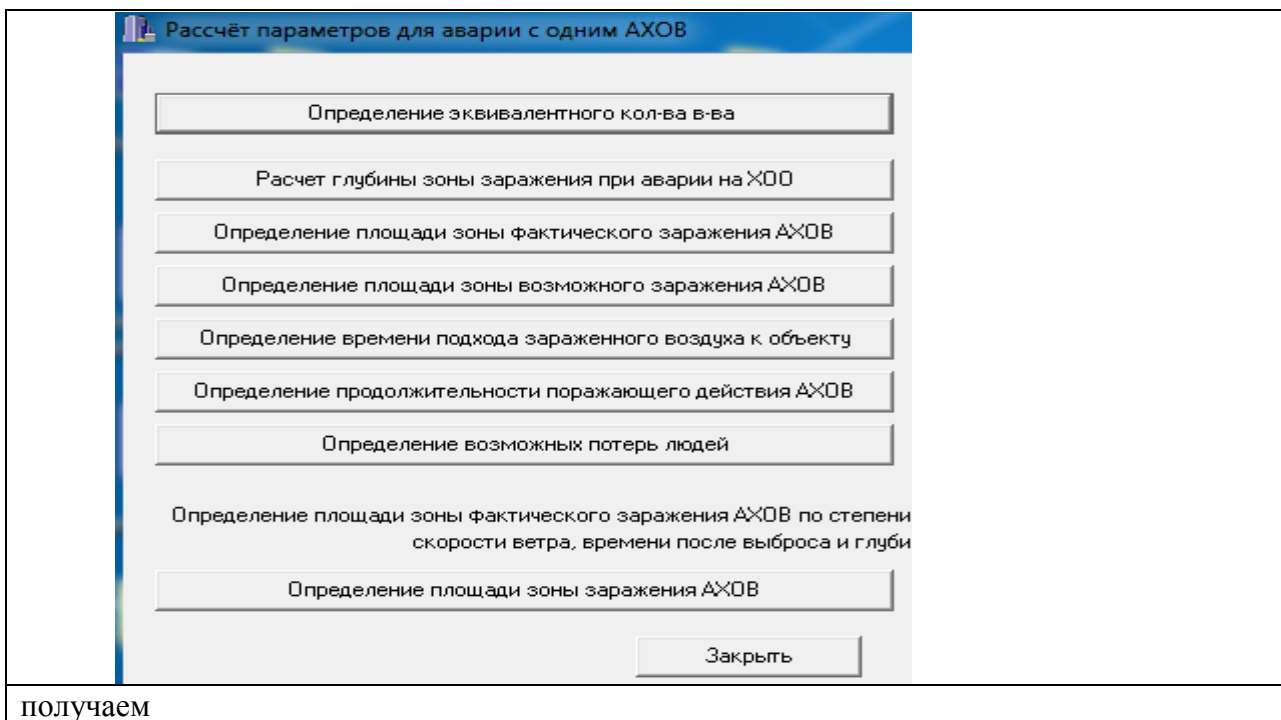 Рассчёт параметров для аварии с одним АХОВ
Определение эквивалентного кол-ва в-ва
Расчет глубины зоны заражения при аварии на ХОО
Определение площади зоны фактического заражения АХОВ
Определение площади зоны возможного заражения АХОВ
Определение времени подхода зараженного воздуха к объекту
Определение продолжительности поражающего действия АХОВ
Определение возможных потерь людей
Определение площади зоны фактического заражения АХОВ по степени
скорости ветра, времени после выброса и глуби
Определение площади зоны заражения АХОВ
Закрыть
получаем